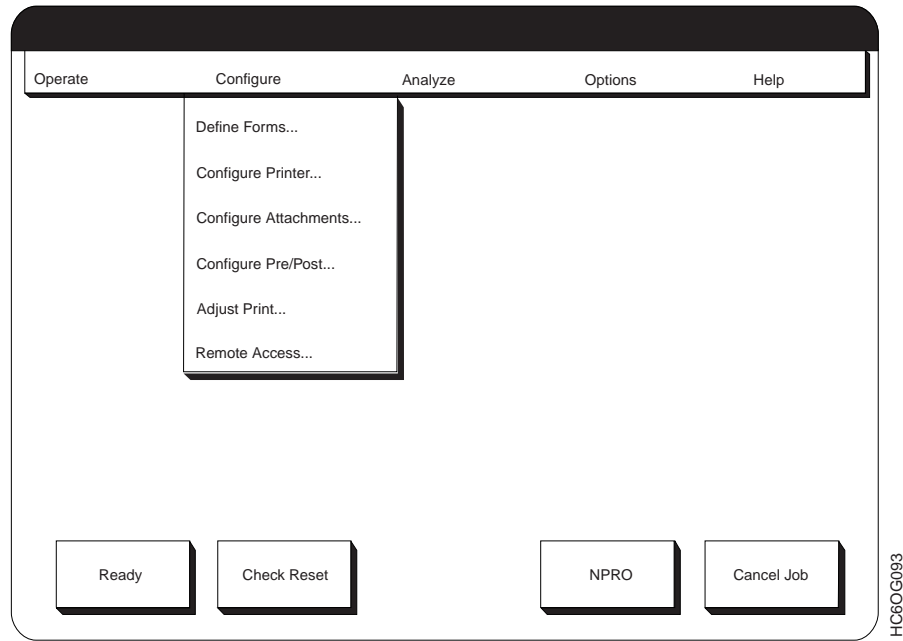 Operate Configure Analyze Options Help
Define Forms...
Configure Printer...
Configure Attachments...
Configure Pre/Post...
Adjust Print...
Remote Access...
Ready Check Reset NPRO Cancel Job
HC6OG093